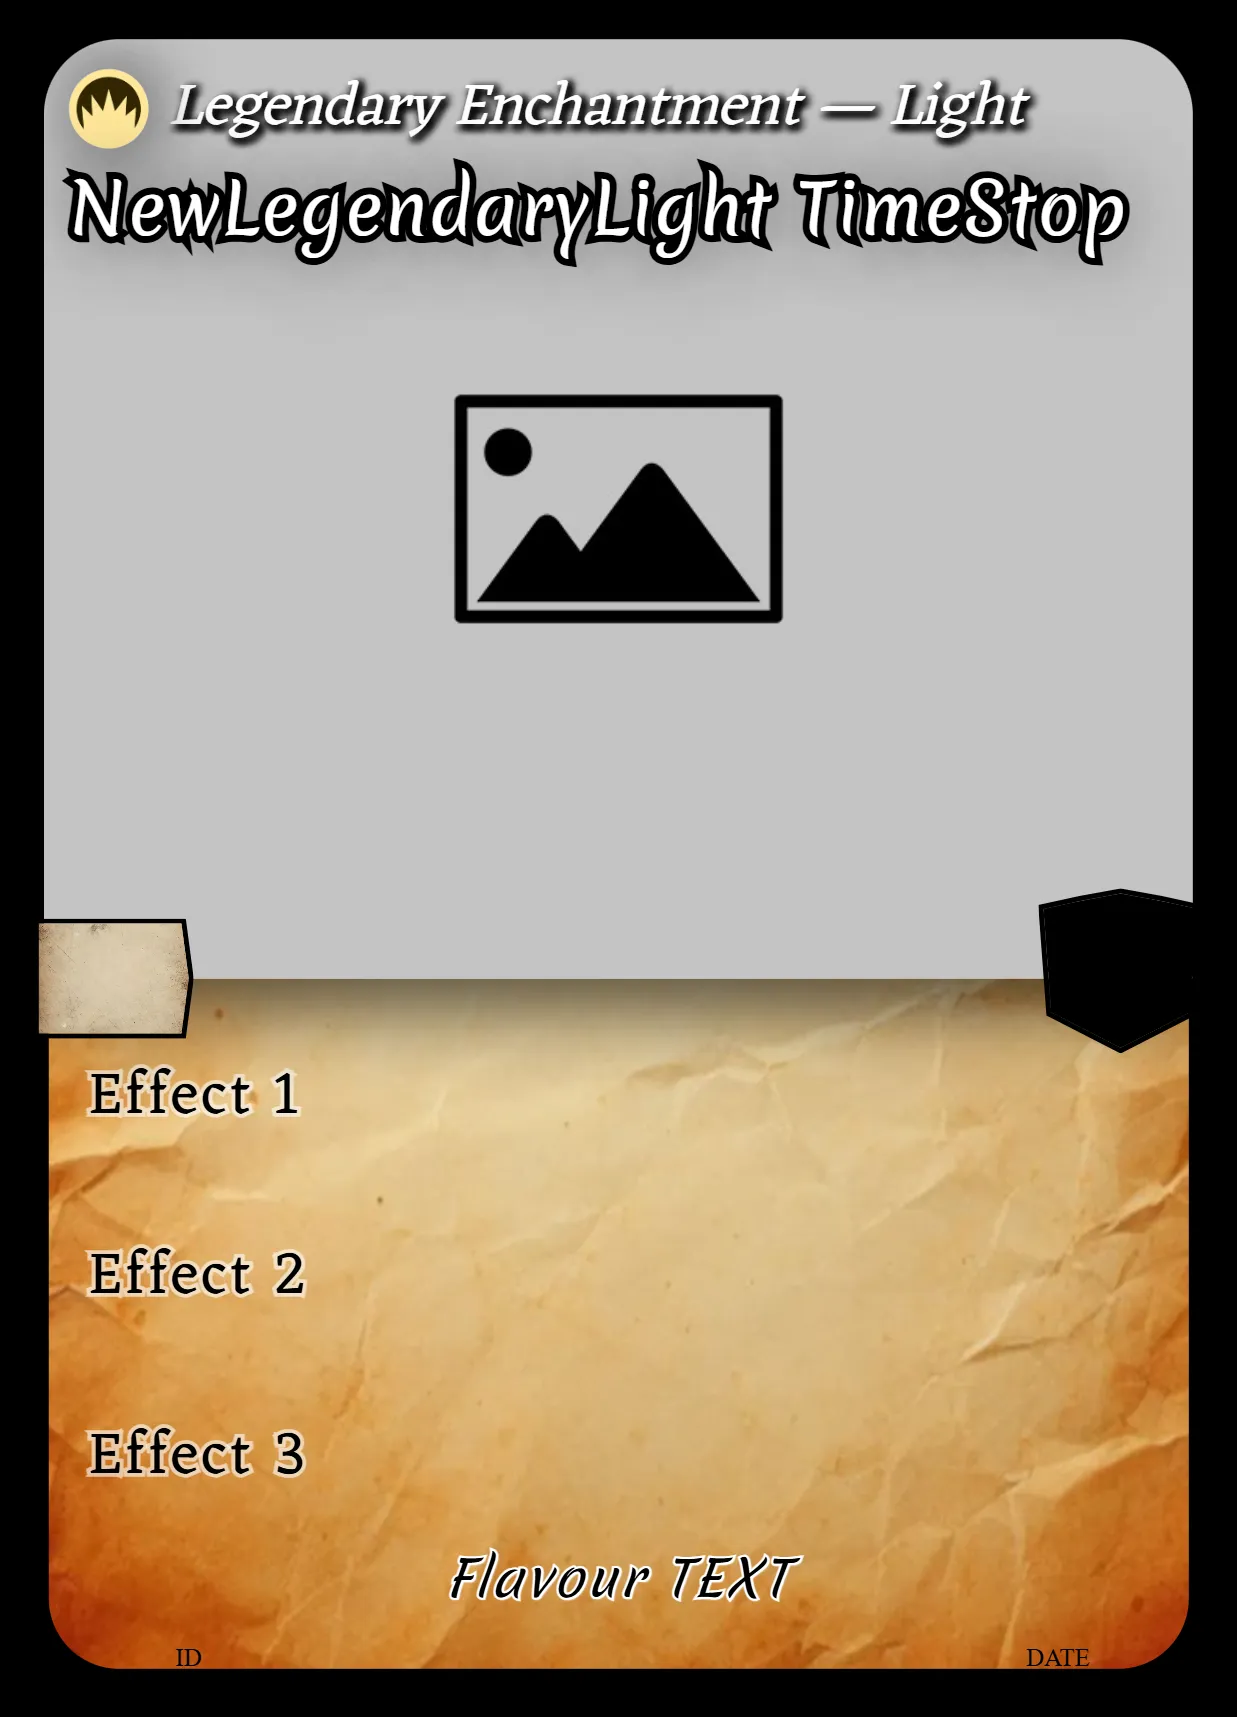 Legendary Enchantment — Light
NewLegendaryLight TimeStop
Effect 1
Effect 2
Effect 3
Flavour TEXT
ID
DATE